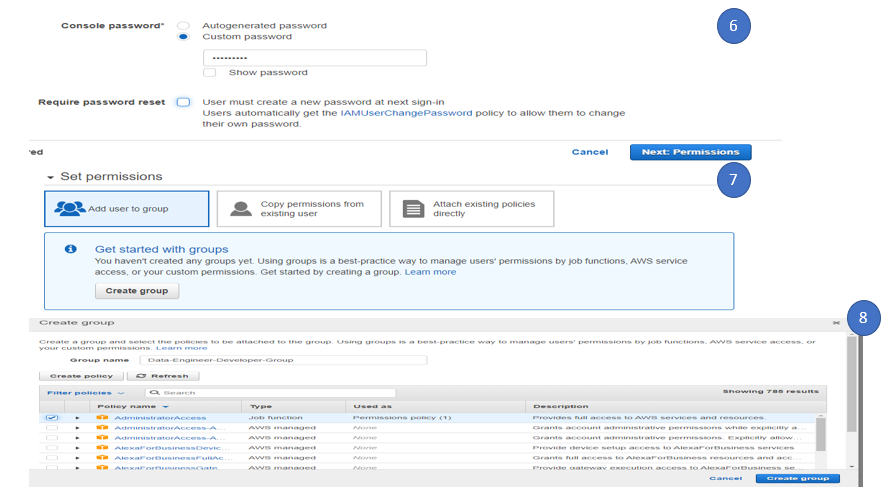 Console password*
Autogenerated password
Custom password
6
•••••••••
Show password
Require password reset
User must create a new password at next sign-in
Users automatically get the IAMUserChangePassword policy to allow them to change
their own password.
Cancel
Next: Permissions
7
Set permissions
Add user to group
Copy permissions from
existing user
Attach existing policies
directly
Get started with groups
You haven't created any groups yet. Using groups is a best-practice way to manage users' permissions by job functions, AWS service
access, or your custom permissions. Get started by creating a group. Learn more
Create group
8
Create group
Create a group and select the policies to be attached to the group. Using groups is a best-practice way to manage users' permissions by job functions, AWS service access, or
your custom permissions. Learn more
Group name Data-Engineer-Developer-Group
Create policy Refresh
Filter policies Search Showing 786 results
Policy name Type Used as Description
AdministratorAccess Job function Permissions policy (1) Provides full access to AWS services and resources.
AdministratorAccess-A... AWS managed None Grants account administrative permissions while explicitly a...
AdministratorAccess-A... AWS managed None Grants account administrative permissions. Explicitly allow...
AlexaForBusinessDevic... AWS managed None Provide device setup access to AlexaForBusiness services
AlexaForBusinessFullAc... AWS managed None Grants full access to AlexaForBusiness resources and acc...
AlexaForBusinessGate... AWS managed None Provide gateway execution access to AlexaForBusiness se...
Cancel Create group